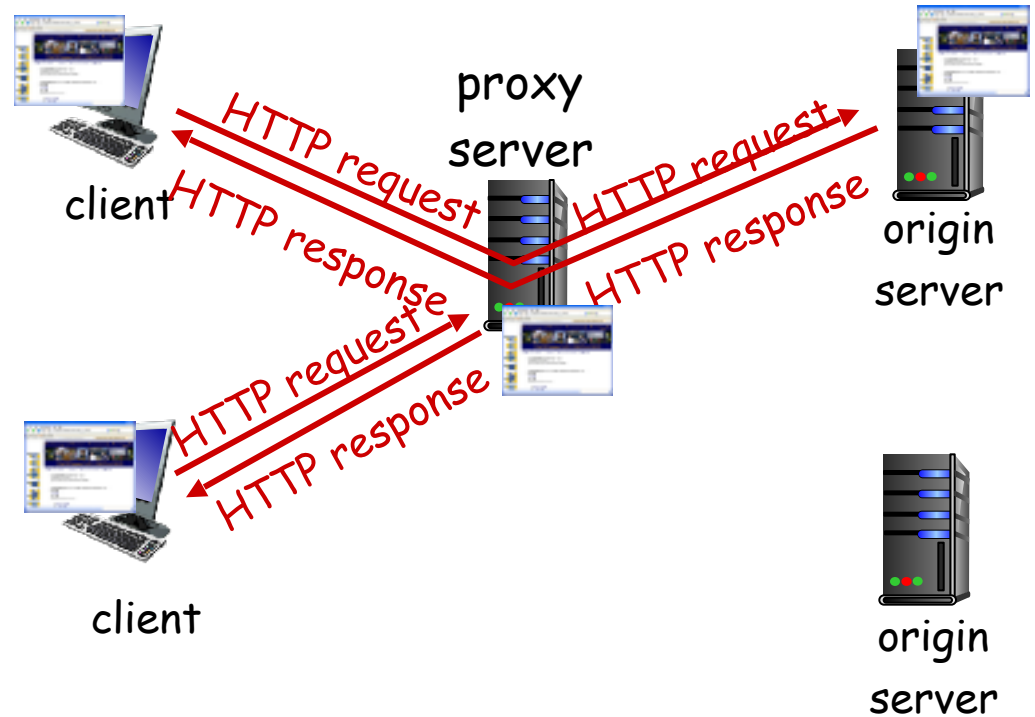 proxy
server
client
HTTP request
HTTP response
HTTP request
HTTP response
origin
server
HTTP request
HTTP response
client
origin
server